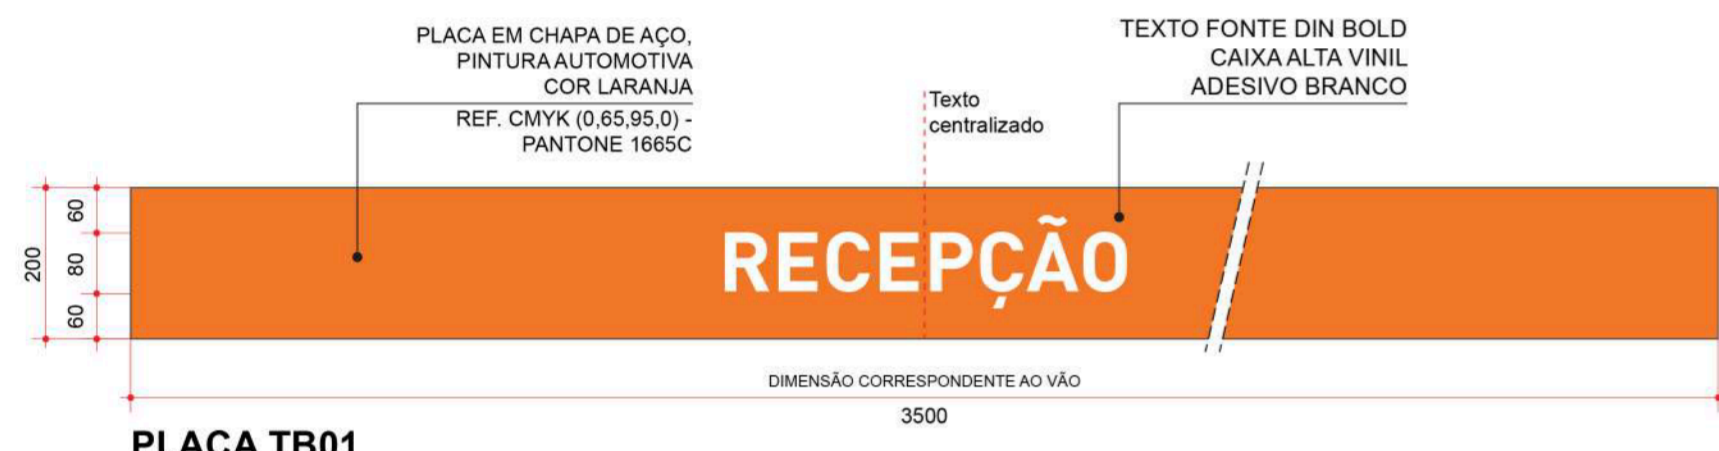 PLACA EM CHAPA DE AÇO,
PINTURA AUTOMOTIVA
COR LARANJA
REF. CMYK (0,65,95,0) -
PANTONE 1665C
Texto
centralizado
TEXTO FONTE DIN BOLD
CAIXA ALTA VINIL
ADESIVO BRANCO
200
60
80
60
RECEPÇÃO
DIMENSÃO CORRESPONDENTE AO VÃO
3500
PLACA TB01